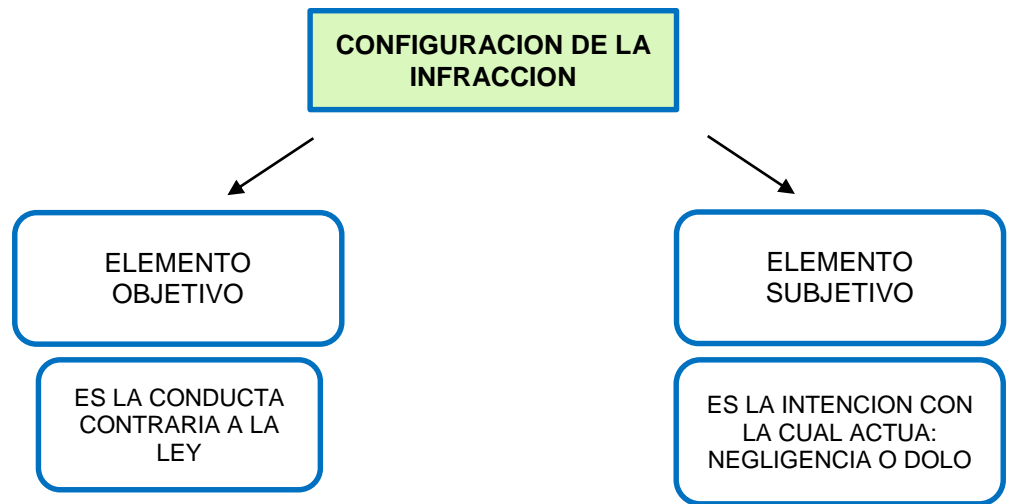 CONFIGURACION DE LA
INFRACCION
ELEMENTO
OBJETIVO
ES LA CONDUCTA
CONTRARIA A LA
LEY
ELEMENTO
SUBJETIVO
ES LA INTENCION CON
LA CUAL ACTUA:
NEGLIGENCIA O DOLO